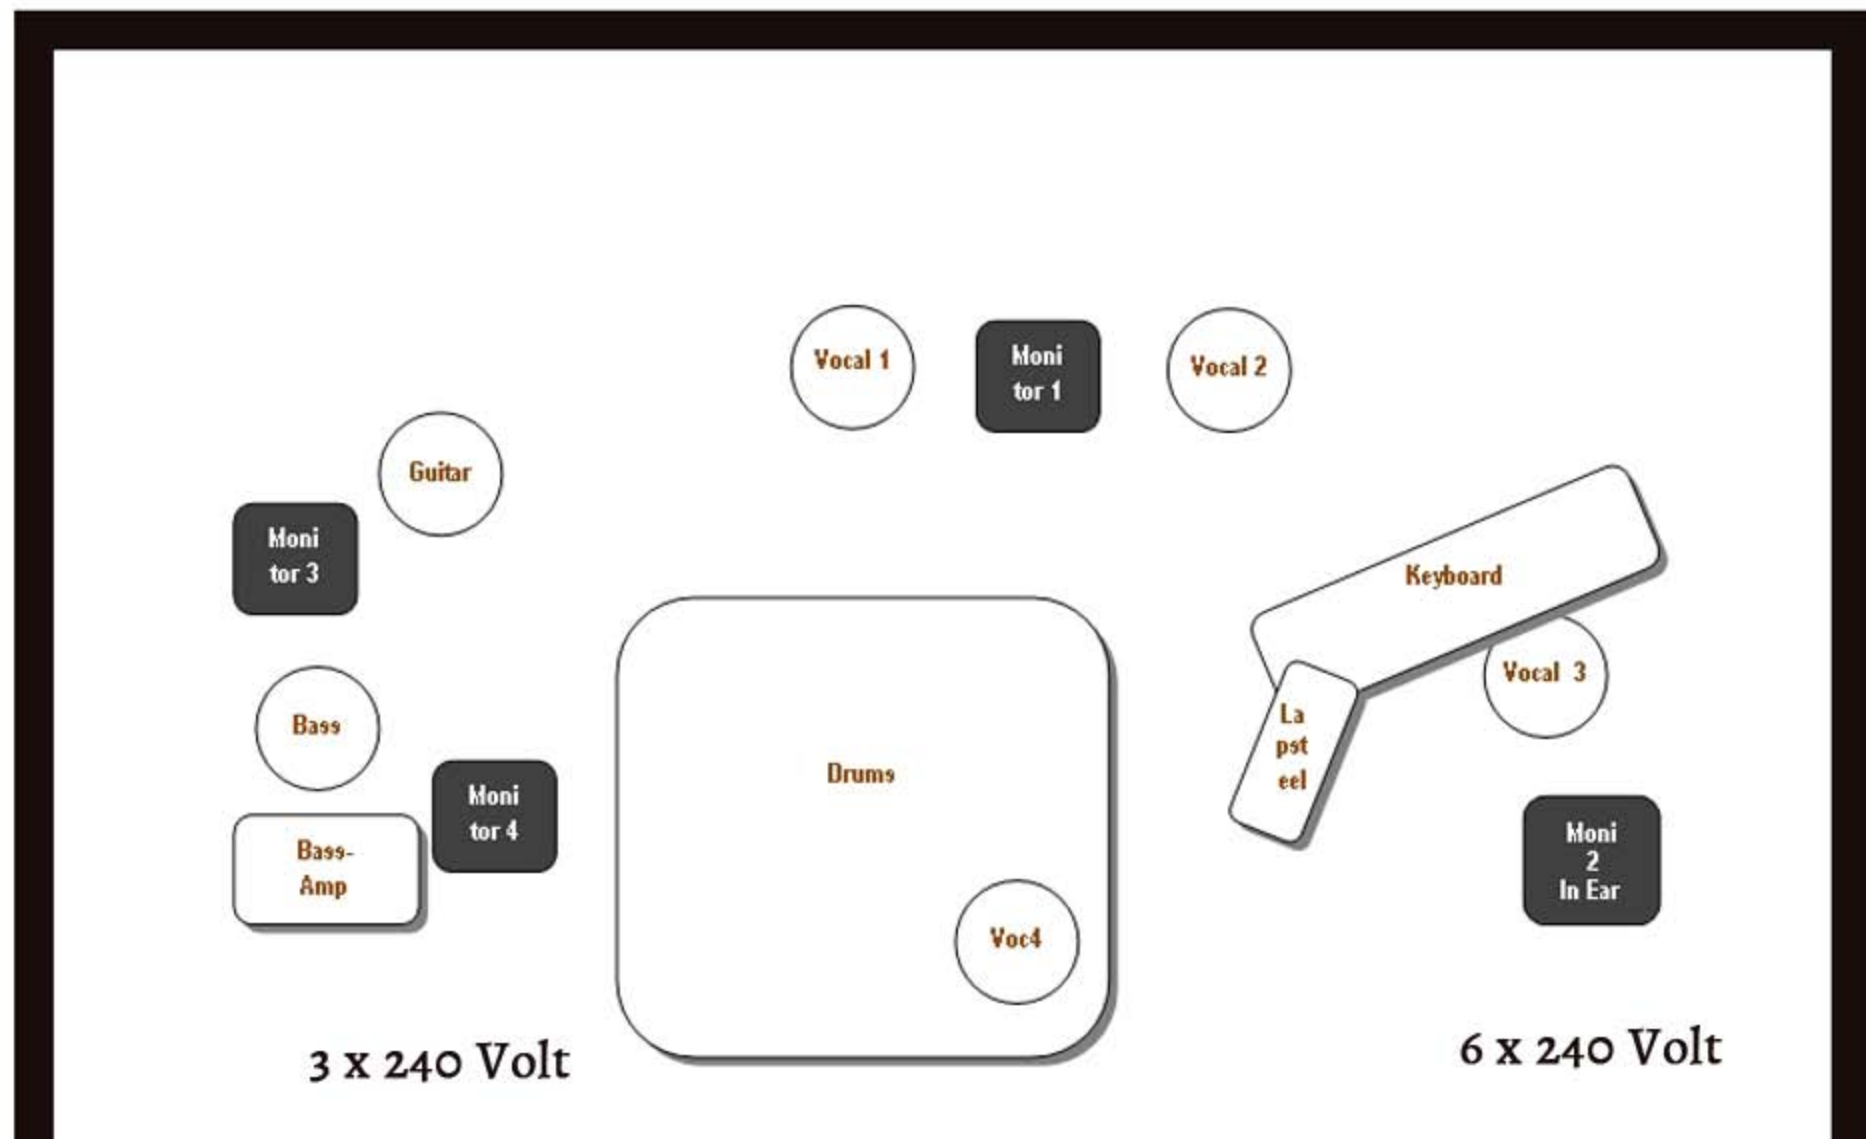 Vocal 1
Moni
tor 1
Vocal 2
Guitar
Moni
tor 3
Keyboard
Vocal 3
Bass
La
pst
eel
Drums
Moni
tor 4
Bass-
Amp
Moni
2
In Ear
Voc4
3 x 240 Volt
6 x 240 Volt